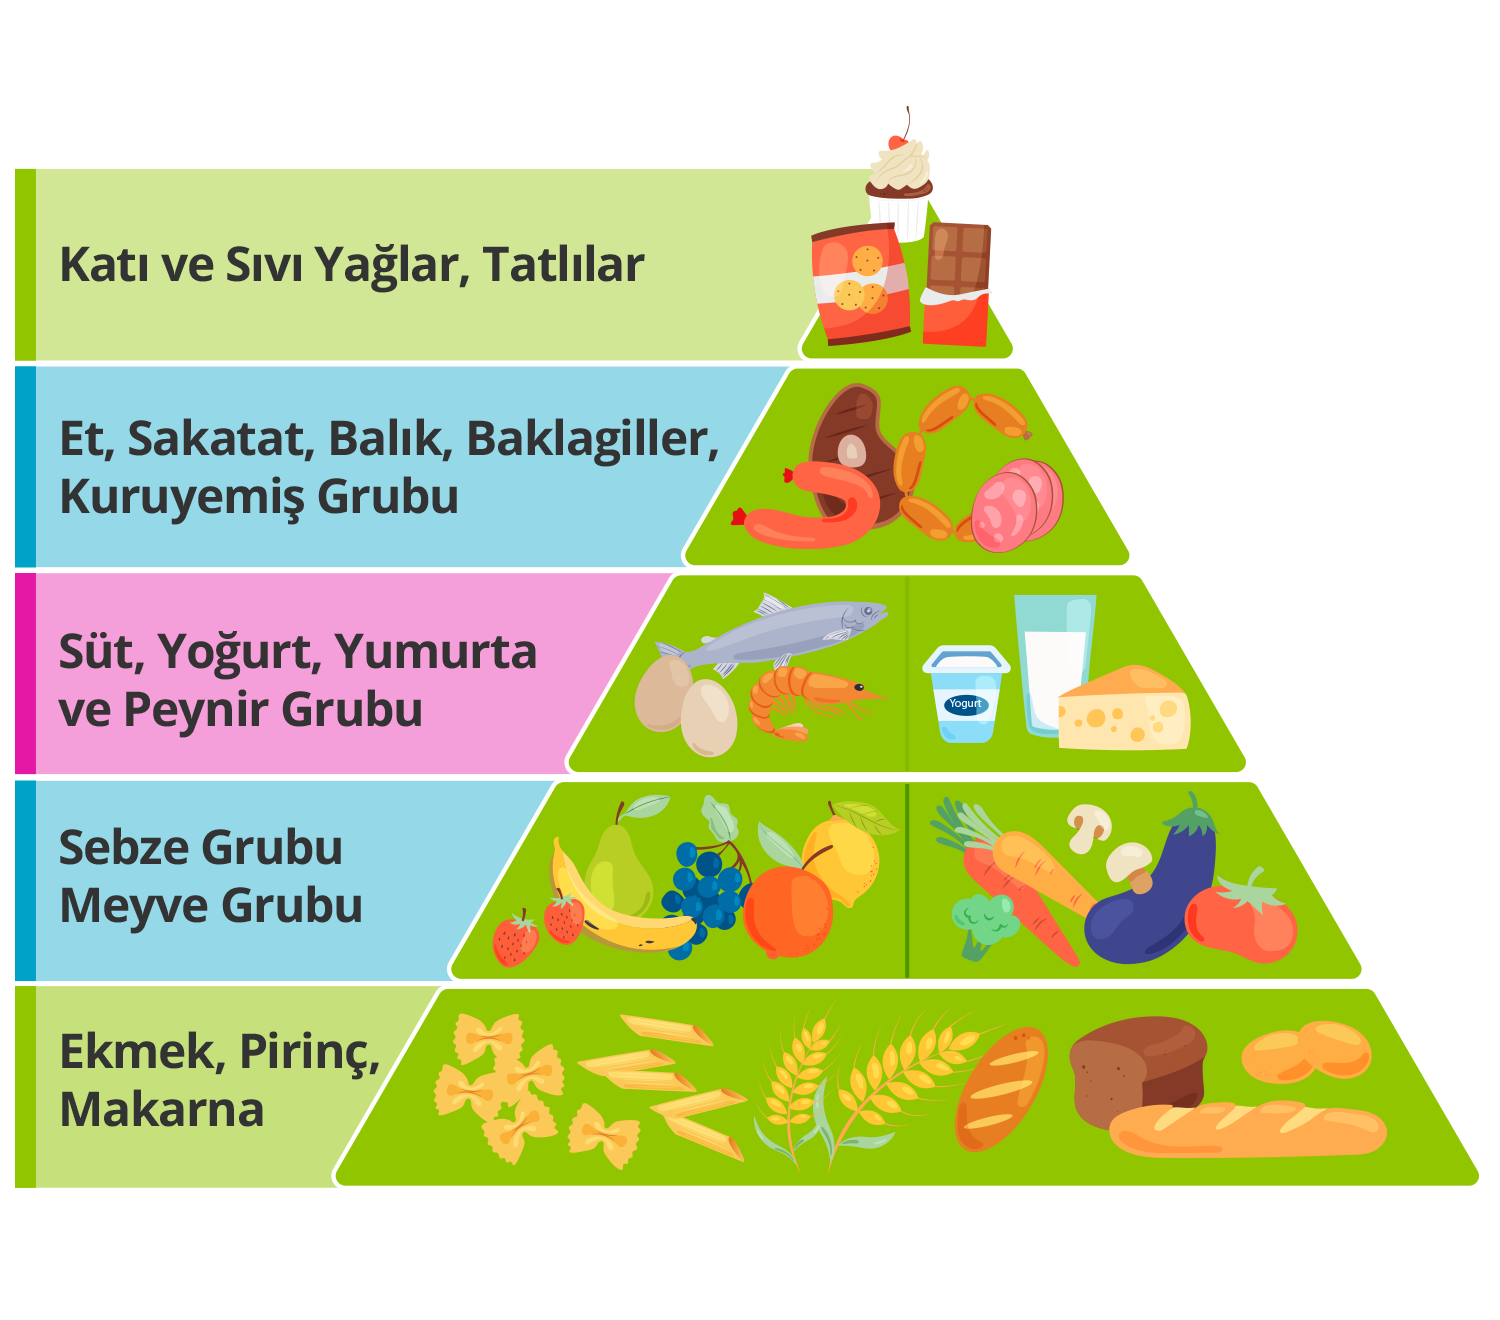 Katı ve Sıvı Yağlar, Tatlılar
Et, Sakatat, Balık, Baklagiller,
Kuruyemiş Grubu
Süt, Yoğurt, Yumurta
ve Peynir Grubu
Yogurt
Sebze Grubu
Meyve Grubu
Ekmek, Pirinç,
Makarna